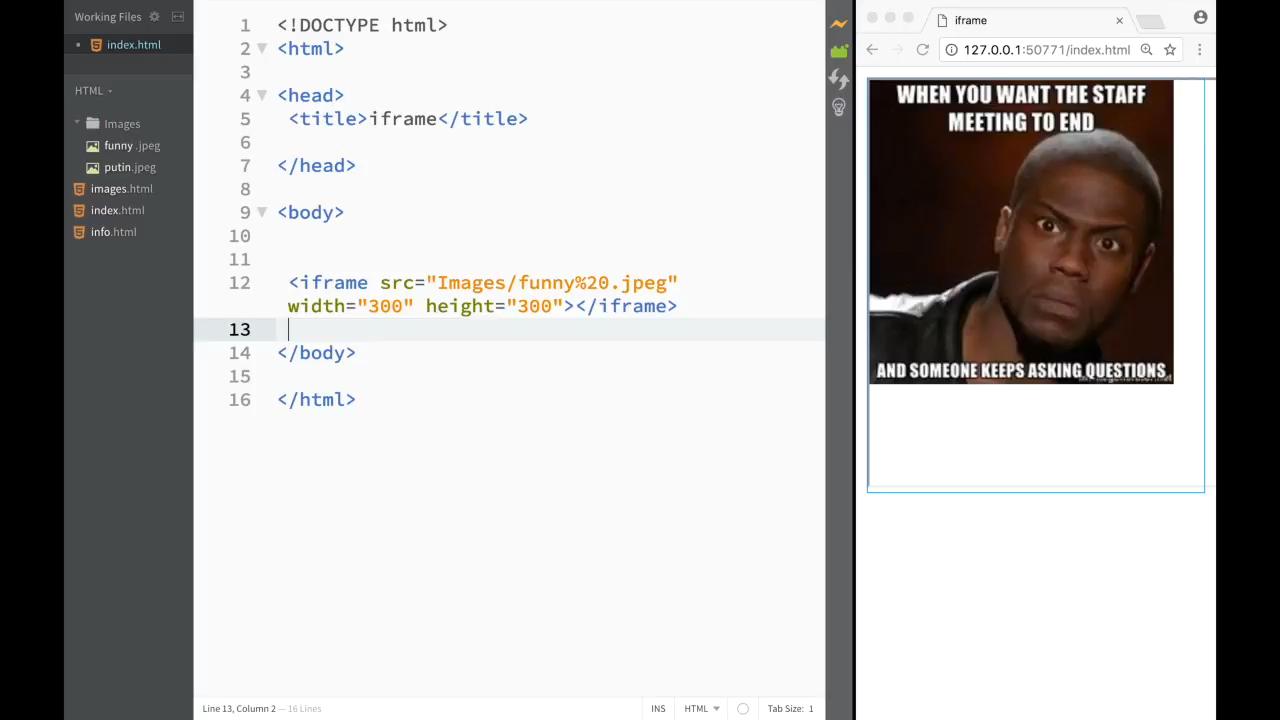 Working Files
index.html
HTML
Images
funny .jpeg
putin.jpeg
images.html
index.html
info.html
1 <!DOCTYPE html>
2 <html>
3
4 <head>
5 <title>iframe</title>
6
7 </head>
8
9 <body>
10
11
12 <iframe src="Images/funny%20.jpeg"
width="300" height="300"></iframe>
13
14 </body>
15
16 </html>
Line 13, Column 2 — 16 Lines
INS
HTML
Tab Size: 1
iframe
127.0.0.1:50771/index.html
WHEN YOU WANT THE STAFF
MEETING TO END
AND SOMEONE KEEPS ASKING QUESTIONS